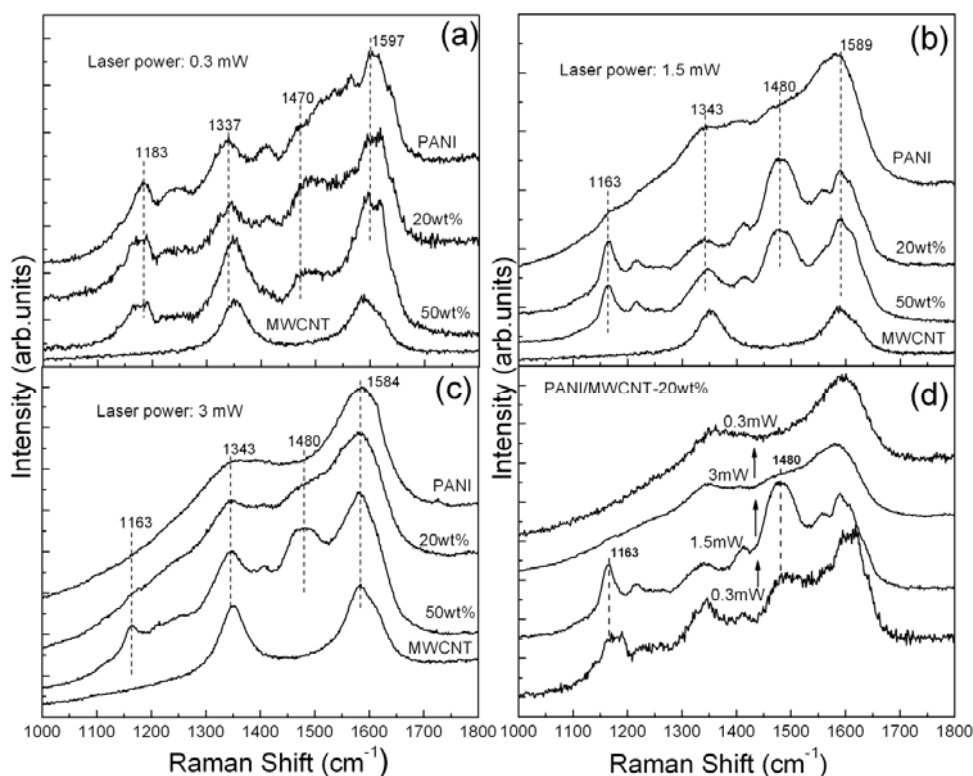 (a)
Laser power: 0.3 mW
1597
1470
1337
1183
PANI
20wt%
50wt%
MWCNT
(b)
Laser power: 1.5 mW
1589
1480
1343
1163
PANI
20wt%
50wt%
MWCNT
(c)
Laser power: 3 mW
1584
1480
1343
1163
PANI
20wt%
50wt%
MWCNT
1000 1100 1200 1300 1400 1500 1600 1700 1800
Raman Shift (cm-1)
Intensity (arb.units)
(d)
PANI/MWCNT-20wt%
0.3mW
3mW
1480
1.5mW
1163
0.3mW
1000 1100 1200 1300 1400 1500 1600 1700 1800
Raman Shift (cm-1)
Intensity (arb.units)